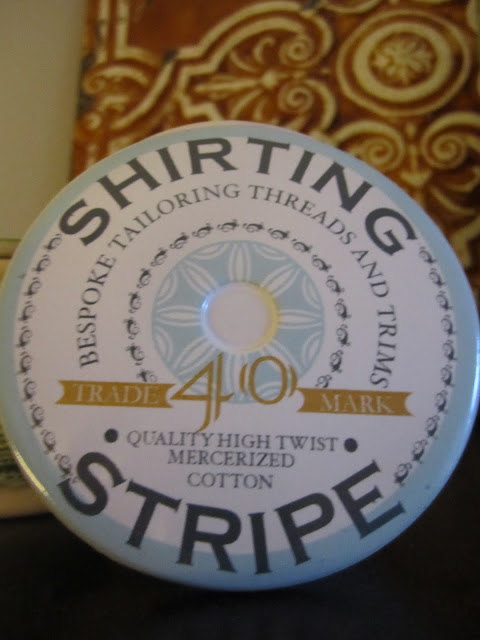 SHIRTING
BESPOKE TAILORING THREADS AND TRIMS
TRADE 40 MARK
• QUALITY HIGH TWIST •
MERCERIZED
COTTON
STRIPE